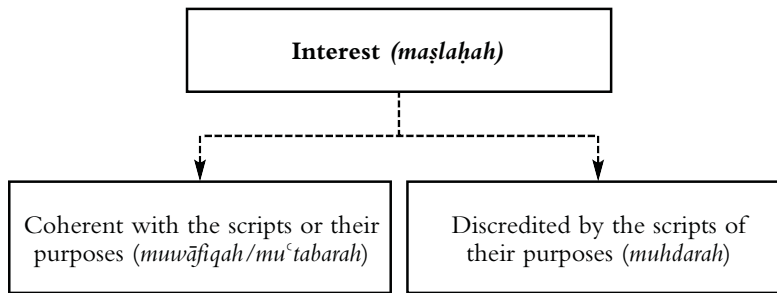 Interest (maṣlaḥah)
Coherent with the scripts or their
purposes (muwāfiqah/muʿtabarah)
Discredited by the scripts of
their purposes (muhdarah)